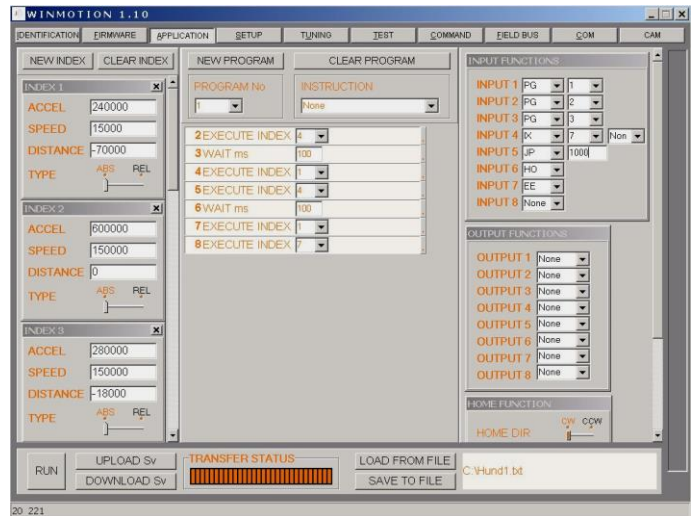 WINMOTION 1.10
IDENTIFICATION FIRMWARE APPLICATION SETUP TUNING TEST COMMAND FIELD BUS COM CAM
NEW INDEX CLEAR INDEX
INDEX 1
ACCEL 240000
SPEED 15000
DISTANCE -70000
TYPE ABS REL
INDEX 2
ACCEL 600000
SPEED 150000
DISTANCE 0
TYPE ABS REL
INDEX 3
ACCEL 280000
SPEED 150000
DISTANCE -18000
TYPE ABS REL
NEW PROGRAM CLEAR PROGRAM
PROGRAM No INSTRUCTION
1 None
2 EXECUTE INDEX 4
3 WAIT ms 100
4 EXECUTE INDEX 1
5 EXECUTE INDEX 4
6 WAIT ms 100
7 EXECUTE INDEX 1
8 EXECUTE INDEX 7
INPUT FUNCTIONS
INPUT 1 PG 1
INPUT 2 PG 2
INPUT 3 PG 3
INPUT 4 IX 7 Non
INPUT 5 JP 1000
INPUT 6 HO
INPUT 7 EE
INPUT 8 None
OUTPUT FUNCTIONS
OUTPUT 1 None
OUTPUT 2 None
OUTPUT 3 None
OUTPUT 4 None
OUTPUT 5 None
OUTPUT 6 None
OUTPUT 7 None
OUTPUT 8 None
HOME FUNCTION
HOME DIR CW CCW
RUN
UPLOAD Sv
DOWNLOAD Sv
TRANSFER STATUS
LOAD FROM FILE
SAVE TO FILE
C:\Hund1.txt
20 221